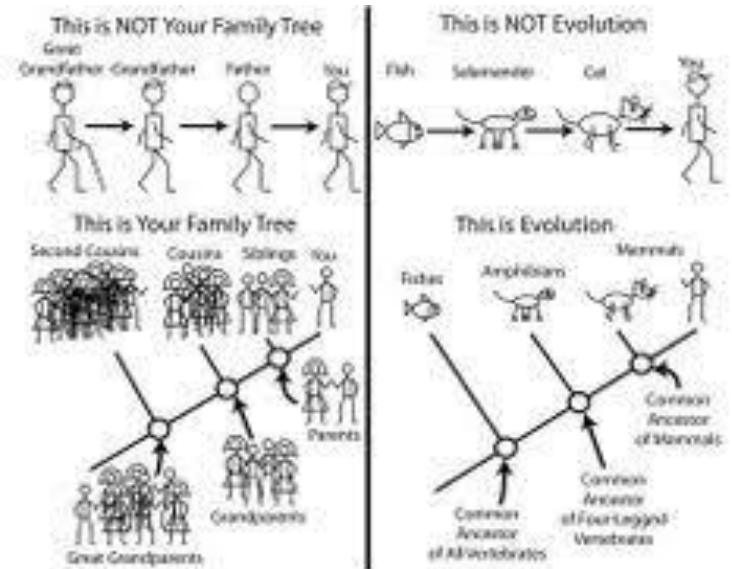 This is NOT Your Family Tree
Great
Grandfather Grandfather Father You
This is Your Family Tree
Second Cousins Cousins Siblings You
Parents
Grandparents
Great Grandparents
This is NOT Evolution
Fish Salamander Cat You
This is Evolution
Fishes Amphibians Mammals
Common
Ancestor
of Mammals
Common
Ancestor
of Four-Legged
Vertebrates
Common
Ancestor
of All Vertebrates